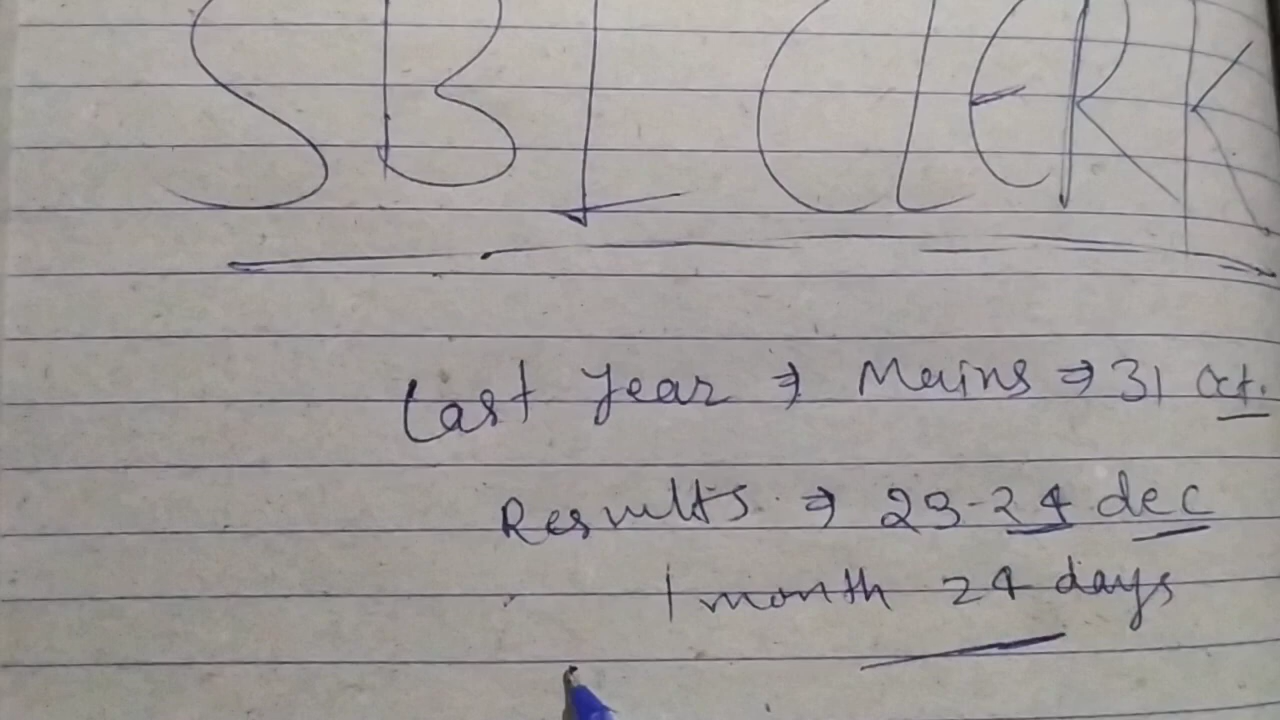 SBI ClERK
Last Year ⇒ Mains ⇒ 31 Oct.
Results ⇒ 23-24 dec
1 month 24 days